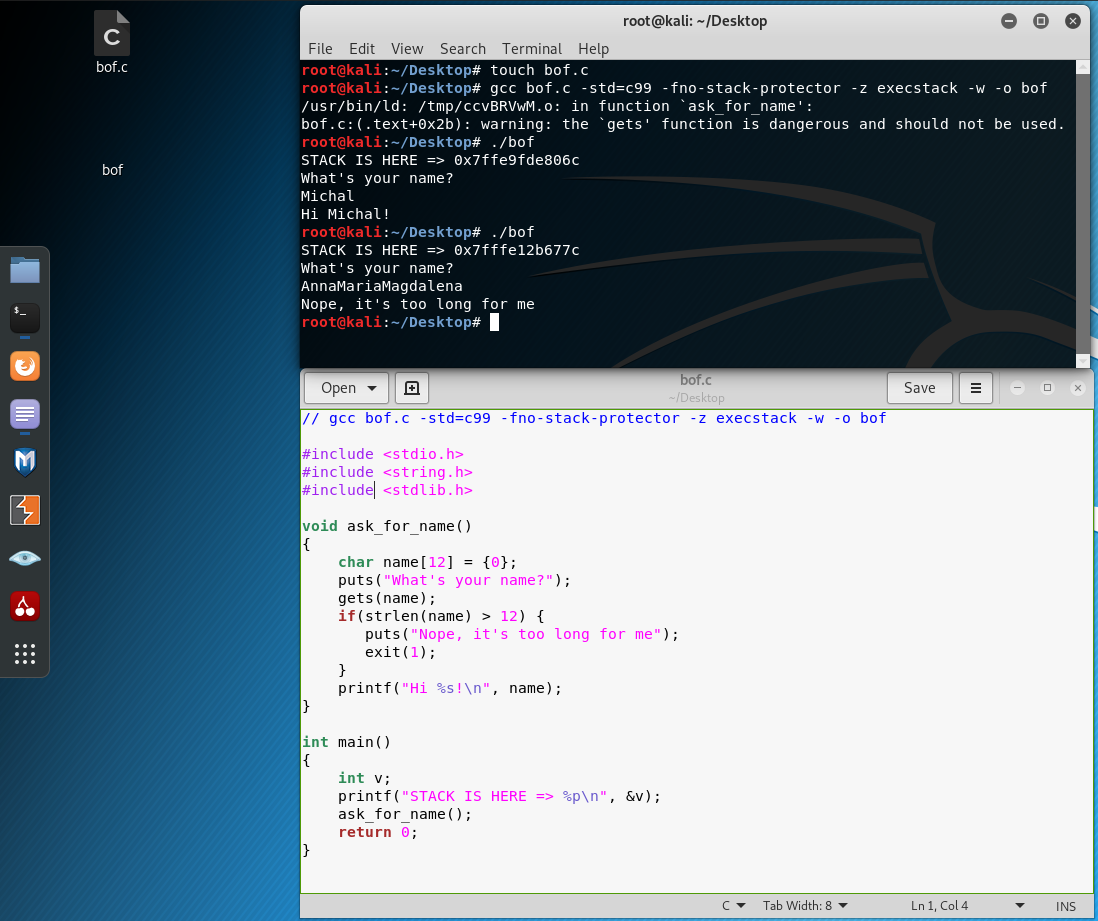 bof.c
bof
root@kali: ~/Desktop
File Edit View Search Terminal Help
root@kali:~/Desktop# touch bof.c
root@kali:~/Desktop# gcc bof.c -std=c99 -fno-stack-protector -z execstack -w -o bof
/usr/bin/ld: /tmp/ccvBRVwM.o: in function `ask_for_name':
bof.c:(.text+0x2b): warning: the `gets' function is dangerous and should not be used.
root@kali:~/Desktop# ./bof
STACK IS HERE => 0x7ffe9fde806c
What's your name?
Michal
Hi Michal!
root@kali:~/Desktop# ./bof
STACK IS HERE => 0x7fffe12b677c
What's your name?
AnnaMariaMagdalena
Nope, it's too long for me
root@kali:~/Desktop#
Open
bof.c
~/Desktop
Save
// gcc bof.c -std=c99 -fno-stack-protector -z execstack -w -o bof
#include <stdio.h>
#include <string.h>
#include <stdlib.h>
void ask_for_name()
{
    char name[12] = {0};
    puts("What's your name?");
    gets(name);
    if(strlen(name) > 12) {
       puts("Nope, it's too long for me");
       exit(1);
    }
    printf("Hi %s!\n", name);
}
int main()
{
    int v;
    printf("STACK IS HERE => %p\n", &v);
    ask_for_name();
    return 0;
}
C Tab Width: 8 Ln 1, Col 4 INS